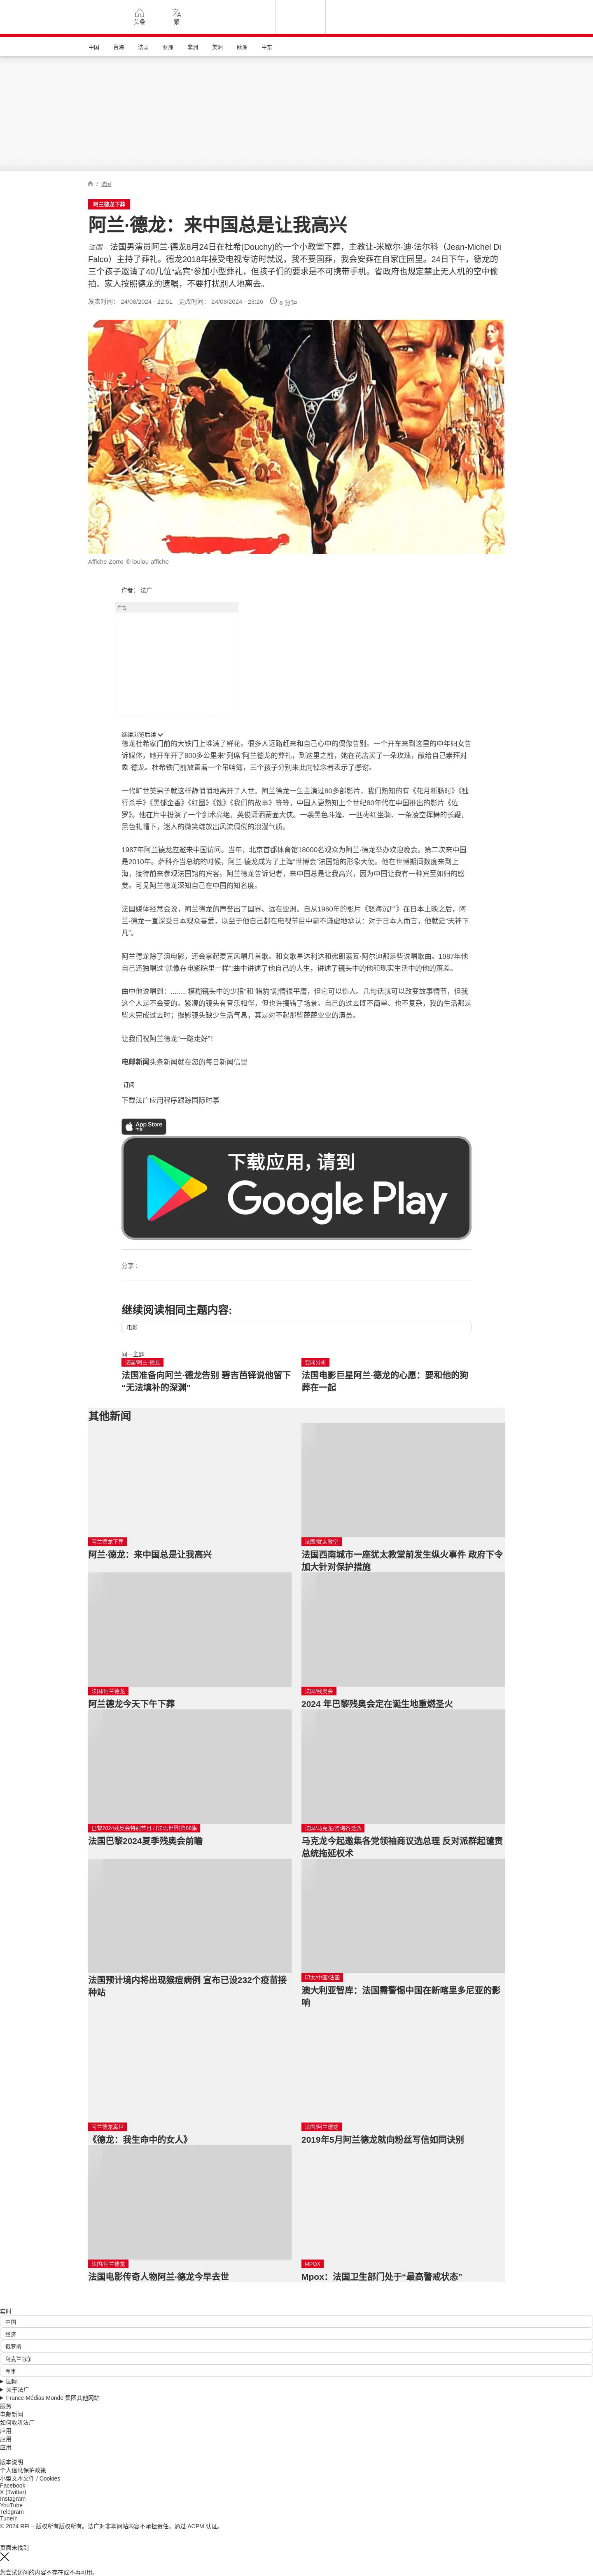 头条
繁
中国
台海
法国
亚洲
非洲
美洲
欧洲
中东
/ 法国
阿兰德龙下葬
阿兰·德龙：来中国总是让我高兴
法国 – 法国男演员阿兰·德龙8月24日在杜希(Douchy)的一个小教堂下葬，主教让-米歇尔·迪·法尔科（Jean-Michel Di
Falco）主持了葬礼。德龙2018年接受电视专访时就说，我不要国葬，我会安葬在自家庄园里。24日下午，德龙的
三个孩子邀请了40几位“嘉宾”参加小型葬礼，但孩子们的要求是不可携带手机。省政府也规定禁止无人机的空中偷
拍。家人按照德龙的遗嘱，不要打扰别人地离去。
发表时间： 24/08/2024 - 22:51 更改时间： 24/08/2024 - 23:26 6 分钟
Affiche Zorro © loulou-affiche
作者： 法广
广告
继续浏览后续
德龙杜希家门前的大铁门上堆满了鲜花。很多人远路赶来和自己心中的偶像告别。一个开车来到这里的中年妇女告
诉媒体，她开车开了800多公里来“列席”阿兰德龙的葬礼，到这里之前，她在花店买了一朵玫瑰，献给自己崇拜对
象-德龙。杜希铁门前放置着一个吊唁簿，三个孩子分别来此向悼念者表示了感谢。
一代旷世美男子就这样静悄悄地离开了人世。阿兰德龙一生主演过80多部影片，我们熟知的有《花月断肠时》《独
行杀手》《黑郁金香》《红圈》《蚀》《我们的故事》等等，中国人更熟知上个世纪80年代在中国推出的影片《佐
罗》。他在片中扮演了一个剑术高绝，英俊潇洒蒙面大侠。一袭黑色斗篷、一匹枣红坐骑、一条凌空挥舞的长鞭，
黑色礼帽下，迷人的微笑绽放出风流倜傥的浪漫气质。
1987年阿兰德龙应邀来中国访问。当年，北京首都体育馆18000名观众为阿兰·德龙举办欢迎晚会。第二次来中国
是2010年。萨科齐当总统的时候，阿兰·德龙成为了上海“世博会”法国馆的形象大使。他在世博期间数度来到上
海，接待前来参观法国馆的宾客。阿兰德龙告诉记者，来中国总是让我高兴，因为中国让我有一种宾至如归的感
觉。可见阿兰德龙深知自己在中国的知名度。
法国媒体经常会说，阿兰德龙的声誉出了国界、远在亚洲。自从1960年的影片《怒海沉尸》在日本上映之后，阿
兰·德龙一直深受日本观众喜爱，以至于他自己都在电视节目中毫不谦虚地承认：对于日本人而言，他就是“天神下
凡”。
阿兰德龙除了演电影，还会拿起麦克风唱几首歌。和女歌星达利达和弗朗索瓦·阿尔迪都是些说唱歌曲。1987年他
自己还独唱过“就像在电影院里一样”;曲中讲述了他自己的人生，讲述了镜头中的他和现实生活中的他的落差。
曲中他说唱到：........ 模糊镜头中的少狼“和”猎豹“剧情很平庸，但它可以伤人。几句话就可以改变故事情节，但我
这个人是不会变的。紧凑的镜头有音乐相伴，但也许搞错了场景。自己的过去既不简单、也不复杂，我的生活都是
些未完成过去时；摄影镜头缺少生活气息，真是对不起那些兢兢业业的演员。
让我们祝阿兰德龙“一路走好”！
电邮新闻头条新闻就在您的每日新闻信里
订阅
下载法广应用程序跟踪国际时事
App Store
下载
下载应用，请到
Google Play
分享 :
继续阅读相同主题内容:
电影
同一主题
法国/阿兰-德龙
法国准备向阿兰·德龙告别 碧吉芭铎说他留下
“无法填补的深渊”
要闻分析
法国电影巨星阿兰·德龙的心愿：要和他的狗
葬在一起
其他新闻
阿兰德龙下葬
阿兰·德龙：来中国总是让我高兴
法国/犹太教堂
法国西南城市一座犹太教堂前发生纵火事件 政府下令
加大针对保护措施
法国/阿兰德龙
阿兰德龙今天下午下葬
法国/残奥会
2024 年巴黎残奥会定在诞生地重燃圣火
巴黎2024残奥会特别节目 / [法语世界]第86集
法国巴黎2024夏季残奥会前瞻
法国/马克龙/咨询各党派
马克龙今起邀集各党领袖商议选总理 反对派群起谴责
总统拖延权术
法国预计境内将出现猴痘病例 宣布已设232个疫苗接
种站
印太/中国/法国
澳大利亚智库：法国需警惕中国在新喀里多尼亚的影
响
阿兰德龙离世
《德龙：我生命中的女人》
法国/阿兰德龙
2019年5月阿兰德龙就向粉丝写信如同诀别
法国/阿兰德龙
法国电影传奇人物阿兰·德龙今早去世
MPOX
Mpox：法国卫生部门处于“最高警戒状态”
实时
中国
经济
俄罗斯
乌克兰战争
军事
国际
关于法广
France Médias Monde 集团其他网站
服务
电邮新闻
如何收听法广
应用
应用
应用
版本说明
个人信息保护政策
小型文本文件 / Cookies
Facebook
X (Twitter)
Instagram
YouTube
Telegram
TuneIn
© 2024 RFI – 版权所有版权所有。法广对非本网站内容不承担责任。通过 ACPM 认证。
页面未找到
您尝试访问的内容不存在或不再可用。